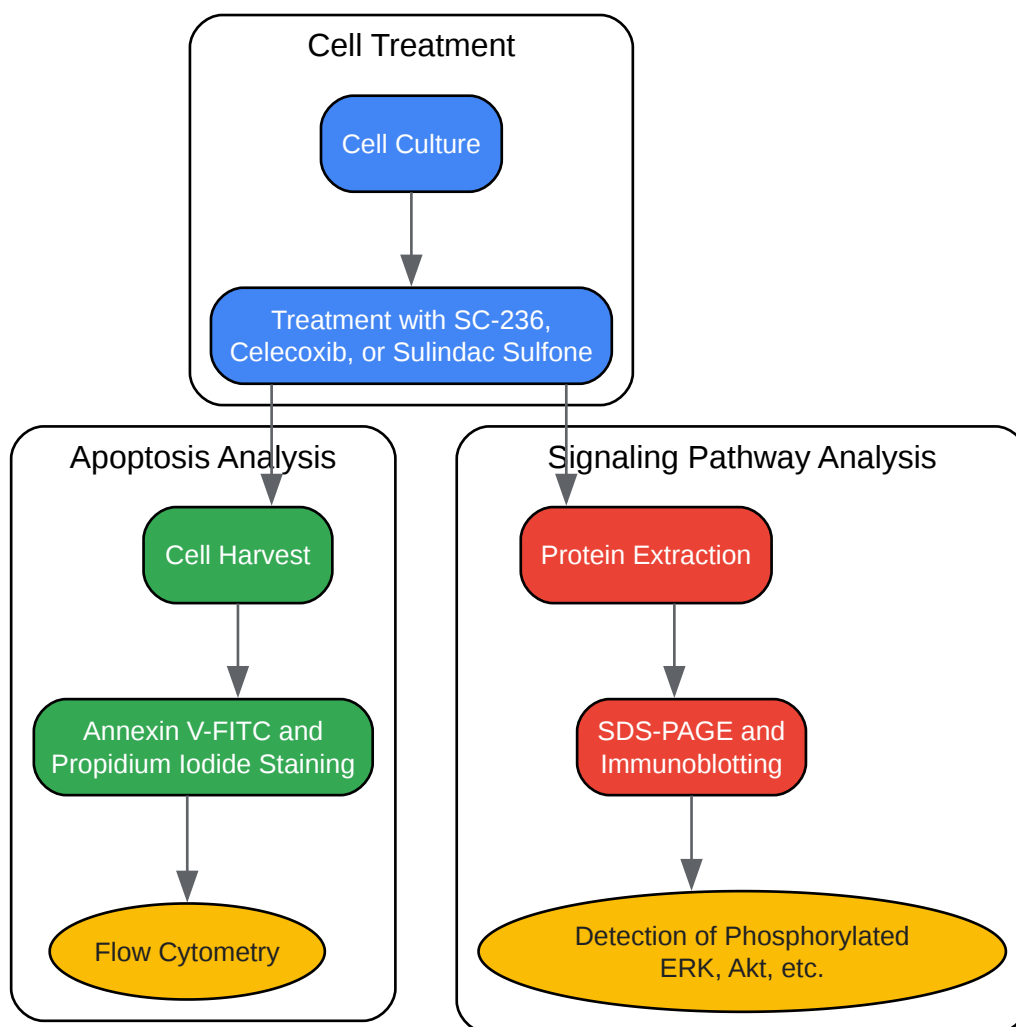 Cell Treatment
Cell Culture
Treatment with SC-236,
Celecoxib, or Sulindac Sulfone
Apoptosis Analysis
Cell Harvest
Annexin V-FITC and
Propidium Iodide Staining
Flow Cytometry
Signaling Pathway Analysis
Protein Extraction
SDS-PAGE and
Immunoblotting
Detection of Phosphorylated
ERK, Akt, etc.